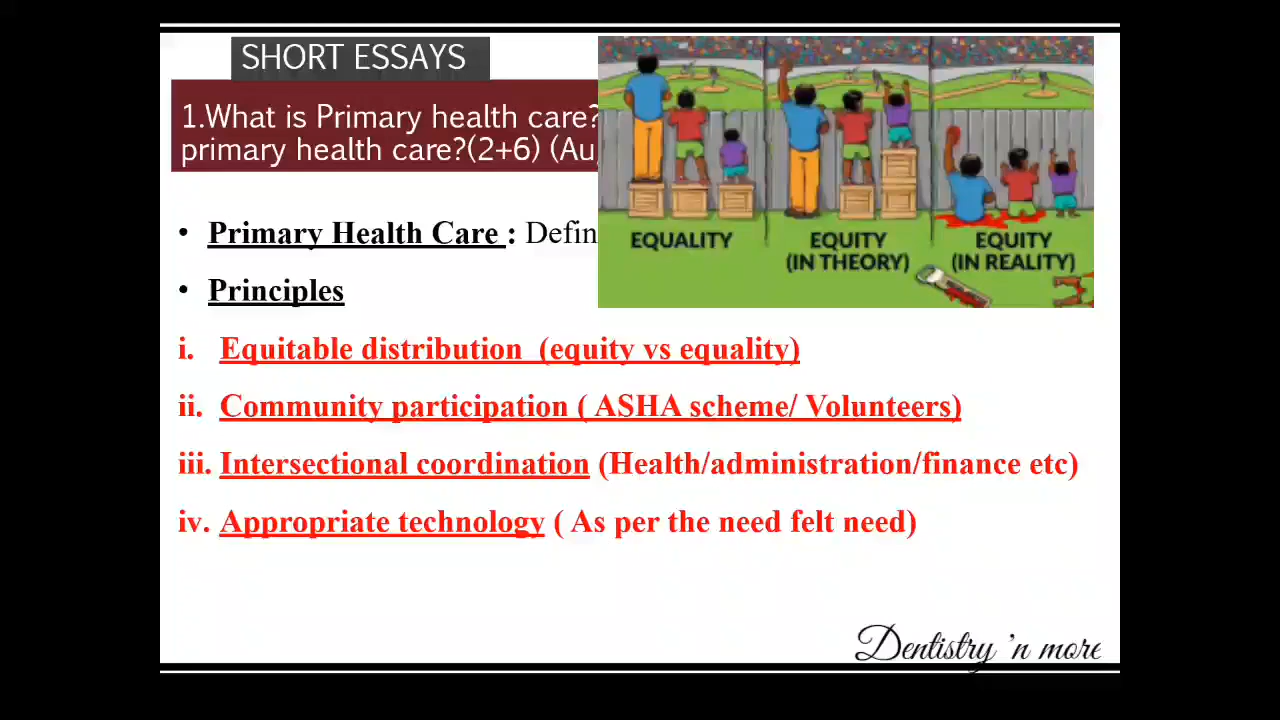 SHORT ESSAYS
1.What is Primary health care?
primary health care?(2+6) (Au
• Primary Health Care : Defin
• Principles
i. Equitable distribution (equity vs equality)
ii. Community participation ( ASHA scheme/ Volunteers)
iii. Intersectional coordination (Health/administration/finance etc)
iv. Appropriate technology ( As per the need felt need)
EQUALITY
EQUITY
(IN THEORY)
EQUITY
(IN REALITY)
Dentistry 'n more